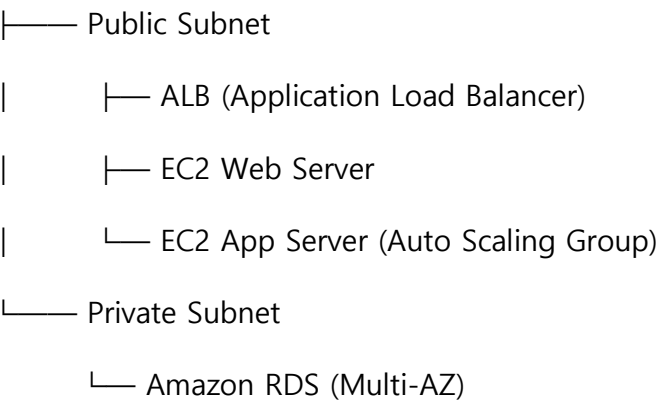 ├─── Public Subnet
│ ├── ALB (Application Load Balancer)
│ ├── EC2 Web Server
│ └── EC2 App Server (Auto Scaling Group)
└─── Private Subnet
└── Amazon RDS (Multi-AZ)